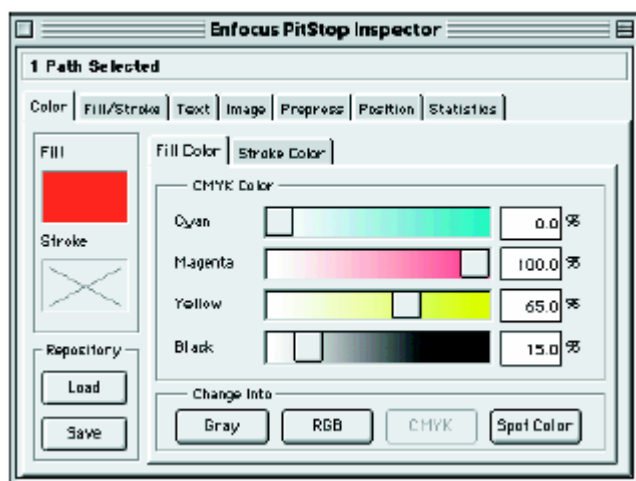 Enfocus PitStop Inspector
1 Path Selected
Color Fill/Stroke Text Image Prepress Position Statistics
Fill
Stroke
Repository
Load
Save
Fill Color Stroke Color
CMYK Color
Cyan 0.0 %
Magenta 100.0 %
Yellow 65.0 %
Black 15.0 %
Change Into
Gray RGB CMYK Spot Color